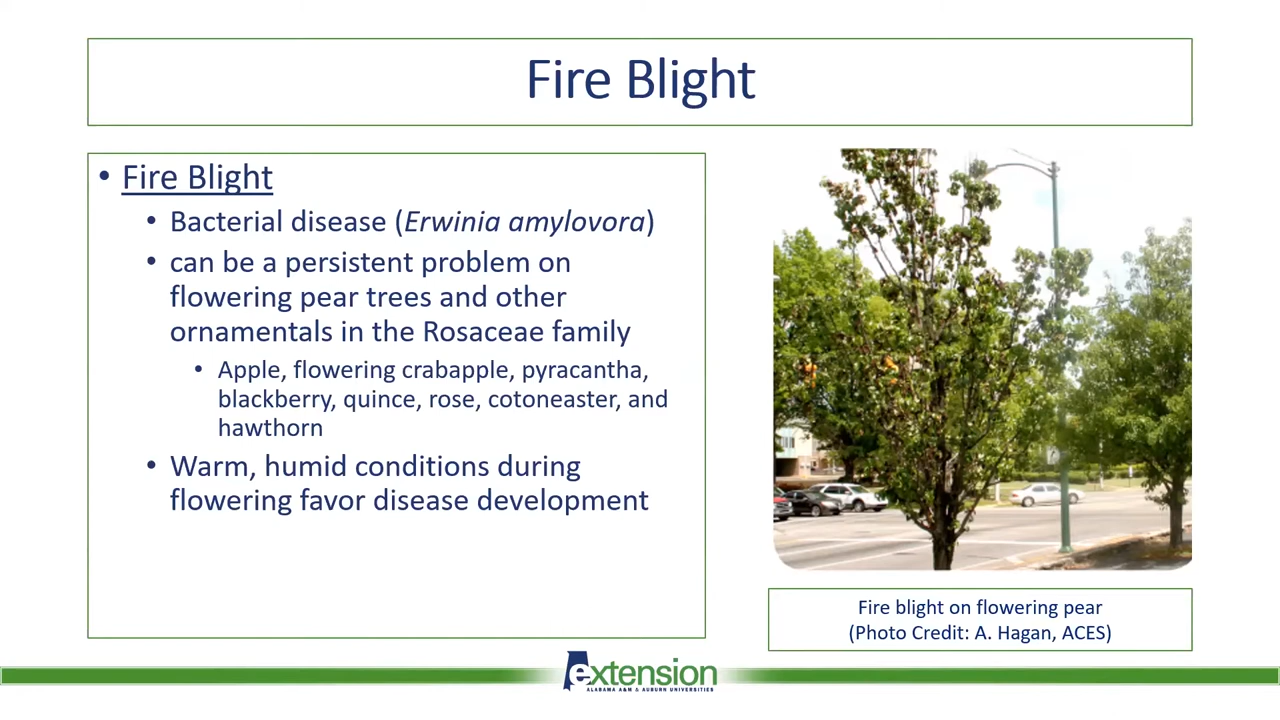 Fire Blight
• Fire Blight
• Bacterial disease (Erwinia amylovora)
• can be a persistent problem on
flowering pear trees and other
ornamentals in the Rosaceae family
• Apple, flowering crabapple, pyracantha,
blackberry, quince, rose, cotoneaster, and
hawthorn
• Warm, humid conditions during
flowering favor disease development
Fire blight on flowering pear
(Photo Credit: A. Hagan, ACES)
extension
ALABAMA A&M & AUBURN UNIVERSITIES